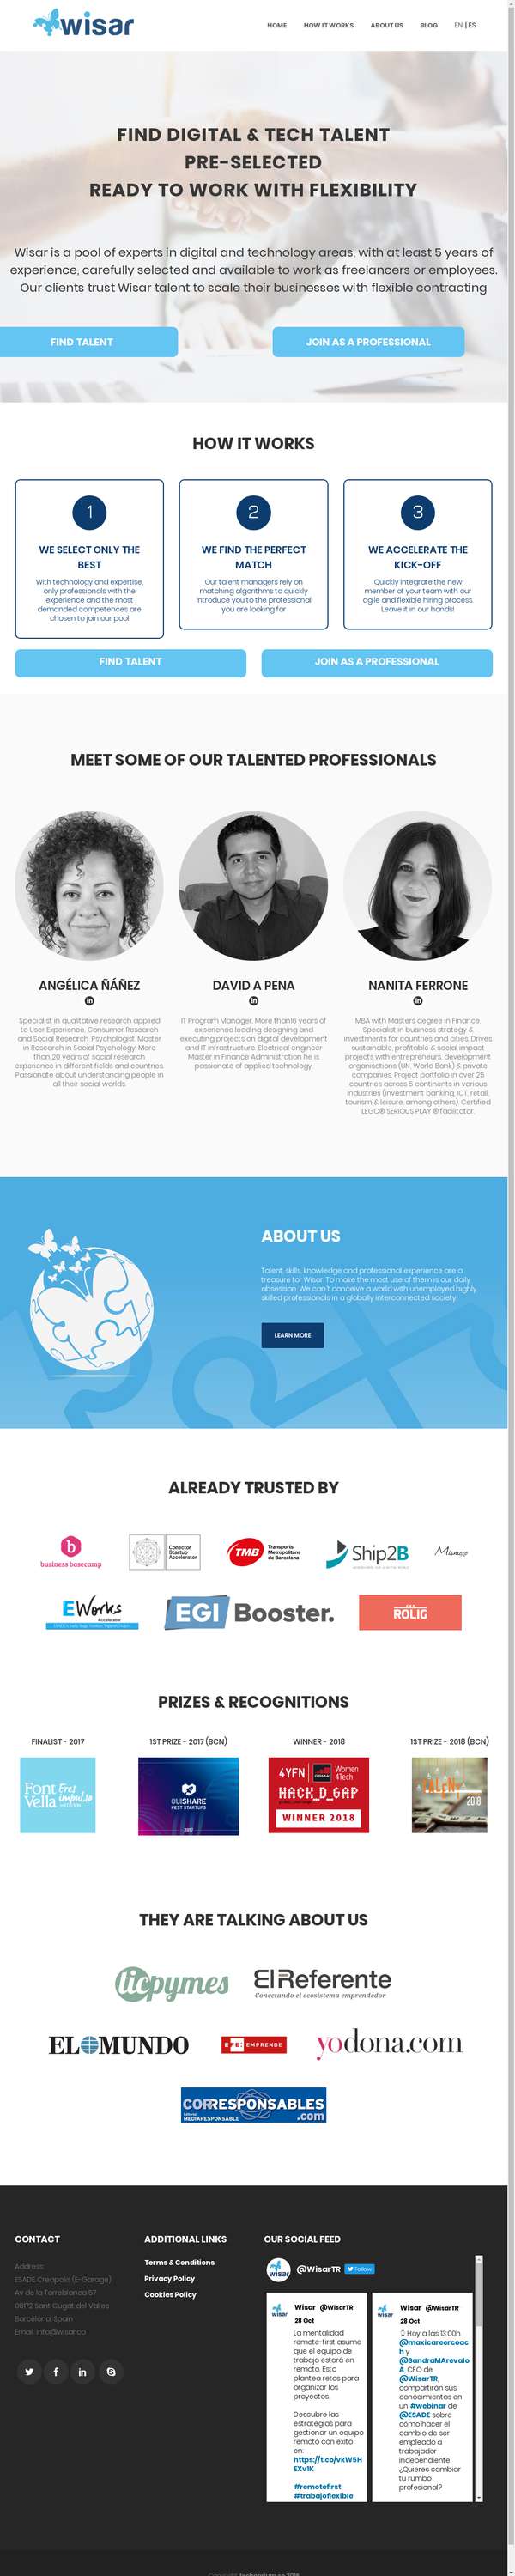 wisar
HOME HOW IT WORKS ABOUT US BLOG EN | ES
FIND DIGITAL & TECH TALENT
PRE-SELECTED
READY TO WORK WITH FLEXIBILITY
Wisar is a pool of experts in digital and technology areas, with at least 5 years of
experience, carefully selected and available to work as freelancers or employees.
Our clients trust Wisar talent to scale their businesses with flexible contracting
FIND TALENT
JOIN AS A PROFESSIONAL
HOW IT WORKS
1
WE SELECT ONLY THE
BEST
With technology and expertise,
only professionals with the
experience and the most
demanded competences are
chosen to join our pool
2
WE FIND THE PERFECT
MATCH
Our talent managers rely on
matching algorithms to quickly
introduce you to the professional
you are looking for
3
WE ACCELERATE THE
KICK-OFF
Quickly integrate the new
member of your team with our
agile and flexible hiring process.
Leave it in our hands!
FIND TALENT
JOIN AS A PROFESSIONAL
MEET SOME OF OUR TALENTED PROFESSIONALS
ANGÉLICA ÑÁÑEZ
in
Specialist in qualitative research applied
to User Experience, Consumer Research
and Social Research. Psychologist. Master
in Research in Social Psychology. More
than 20 years of social research
experience in different fields and countries.
Passionate about understanding people in
all their social worlds.
DAVID A PENA
in
IT Program Manager, More than16 years of
experience leading designing and
executing projects on digital development
and IT infrastructure. Electrical engineer
Master in Finance Administration he is
passionate of applied technology.
NANITA FERRONE
in
MBA with Masters degree in Finance.
Specialist in business strategy &
investments for countries and cities. Drives
sustainable, profitable & social impact
projects with entrepreneurs, development
organisations (UN, World Bank) & private
companies. Project portfolio in over 25
countries across 5 continents in various
industries (investment banking, ICT, retail,
tourism & leisure, among others). Certified
LEGO® SERIOUS PLAY ® facilitator.
ABOUT US
Talent, skills, knowledge and professional experience are a
treasure for Wisar. To make the most use of them is our daily
obsession. We can't conceive a world with unemployed highly
skilled professionals in a globally interconnected society.
LEARN MORE
ALREADY TRUSTED BY
b
business basecamp
Conector
Startup
Accelerator
TMB Transports
Metropolitans
de Barcelona
Ship2B
EWorks
Accelerator
EGI Booster.
RÖLIG
PRIZES & RECOGNITIONS
FINALIST - 2017
Font Vella
1ST PRIZE - 2017 (BCN)
OUISHARE
FEST STARTUPS
2017
WINNER - 2018
4YFN GSMA Women
4Tech
HACK_D_GAP
WINNER 2018
1ST PRIZE - 2018 (BCN)
2018
THEY ARE TALKING ABOUT US
ticpymes
El Referente
Conectando el ecosistema emprendedor
EL MUNDO
EFE: EMPRENDE
yodona.com
CORRESPONSABLES
.com
Editorial
MEDIARESPONSABLE
CONTACT
Address:
ESADE Creapolis (E-Garage)
Av de la Torreblanca 57
08172 Sant Cugat del Valles
Barcelona. Spain
Email: info@wisar.co
ADDITIONAL LINKS
Terms & Conditions
Privacy Policy
Cookies Policy
OUR SOCIAL FEED
wisar @WisarTR Follow
Wisar @WisarTR
28 Oct
La mentalidad
remote-first asume
que el equipo de
trabajo estará en
remoto. Esto
plantea retos para
organizar los
proyectos.
Descubre las
estrategias para
gestionar un equipo
remoto con éxito
en:
https://t.co/vkW5H
EXv1K
#remotefirst
#trabajoflexible
Wisar @WisarTR
28 Oct
Hoy a las 13:00h
@maxicareercoac
h y
@SandraMArevalo
A, CEO de
@WisarTR,
compartirán sus
conocimientos en
un #webinar de
@ESADE sobre
cómo hacer el
cambio de ser
empleado a
trabajador
independiente.
¿Quieres cambiar
tu rumbo
profesional?